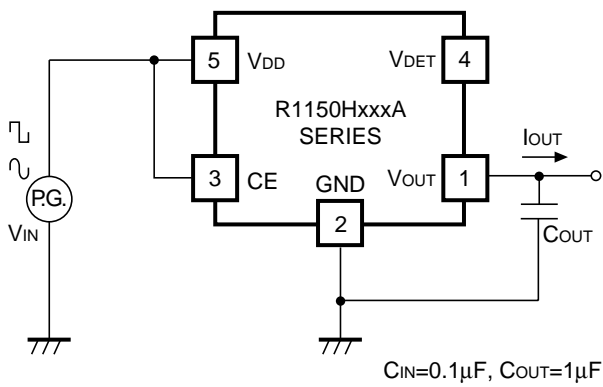 5 VDD
VDET 4
R1150HxxxA
SERIES
IOUT
3 CE
GND
VOUT 1
P.G.
2
VIN
COUT
CIN=0.1μF, COUT=1μF